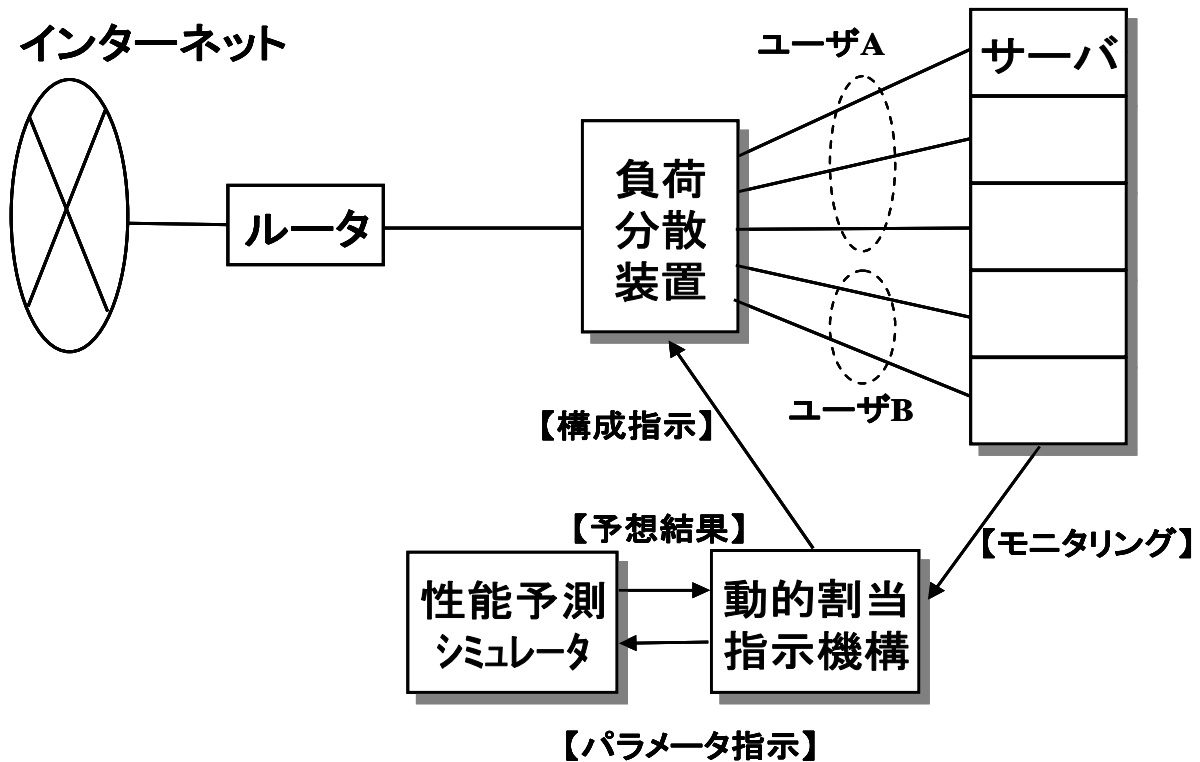 インターネット
ユーザA
サーバ
負荷
分散
装置
ルータ
ユーザB
【構成指示】
【予想結果】
【モニタリング】
性能予測
シミュレータ
動的割当
指示機構
【パラメータ指示】